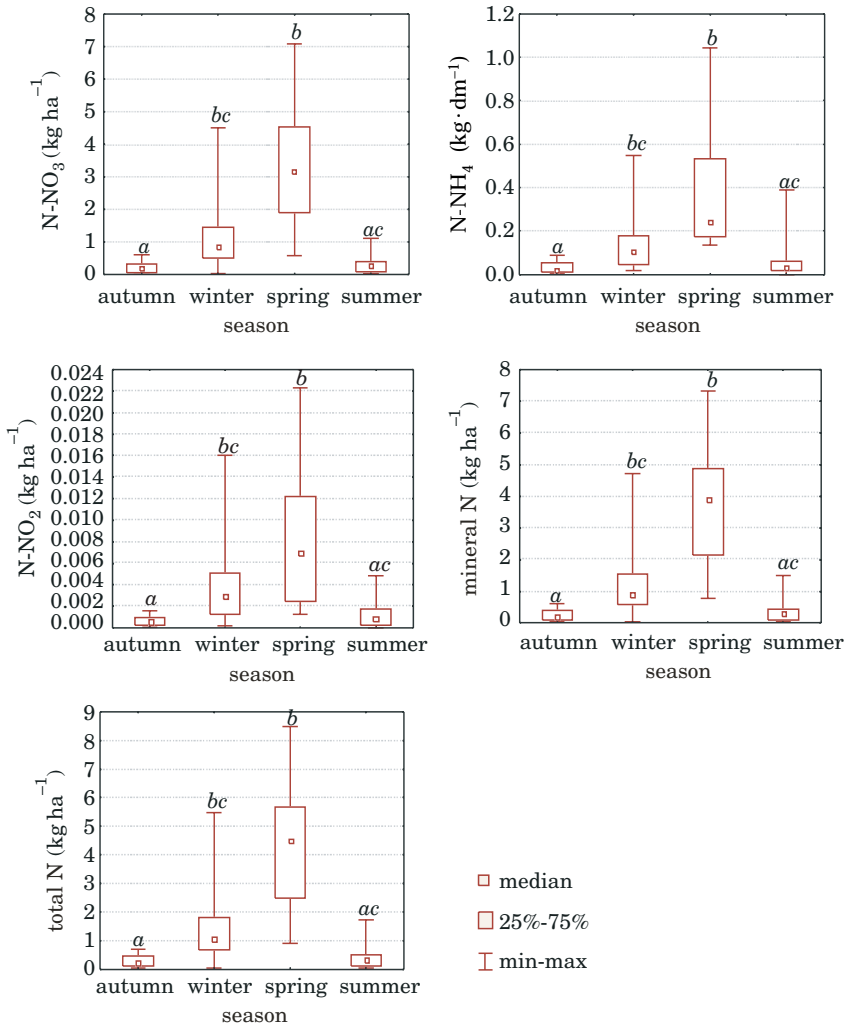 N-NO3 (kg ha−1)
8
7
6
5
4
3
2
1
0
a
bc
b
ac
autumn winter spring summer
season
N-NH4 (kg·dm−1)
1.2
1.0
0.8
0.6
0.4
0.2
0.0
a
bc
b
ac
autumn winter spring summer
season
N-NO2 (kg ha−1)
0.024
0.022
0.020
0.018
0.016
0.014
0.012
0.010
0.008
0.006
0.004
0.002
0.000
a
bc
b
ac
autumn winter spring summer
season
mineral N (kg ha−1)
8
7
6
5
4
3
2
1
0
a
bc
b
ac
autumn winter spring summer
season
total N (kg ha−1)
9
8
7
6
5
4
3
2
1
0
a
bc
b
ac
autumn winter spring summer
season
median
25%-75%
min-max